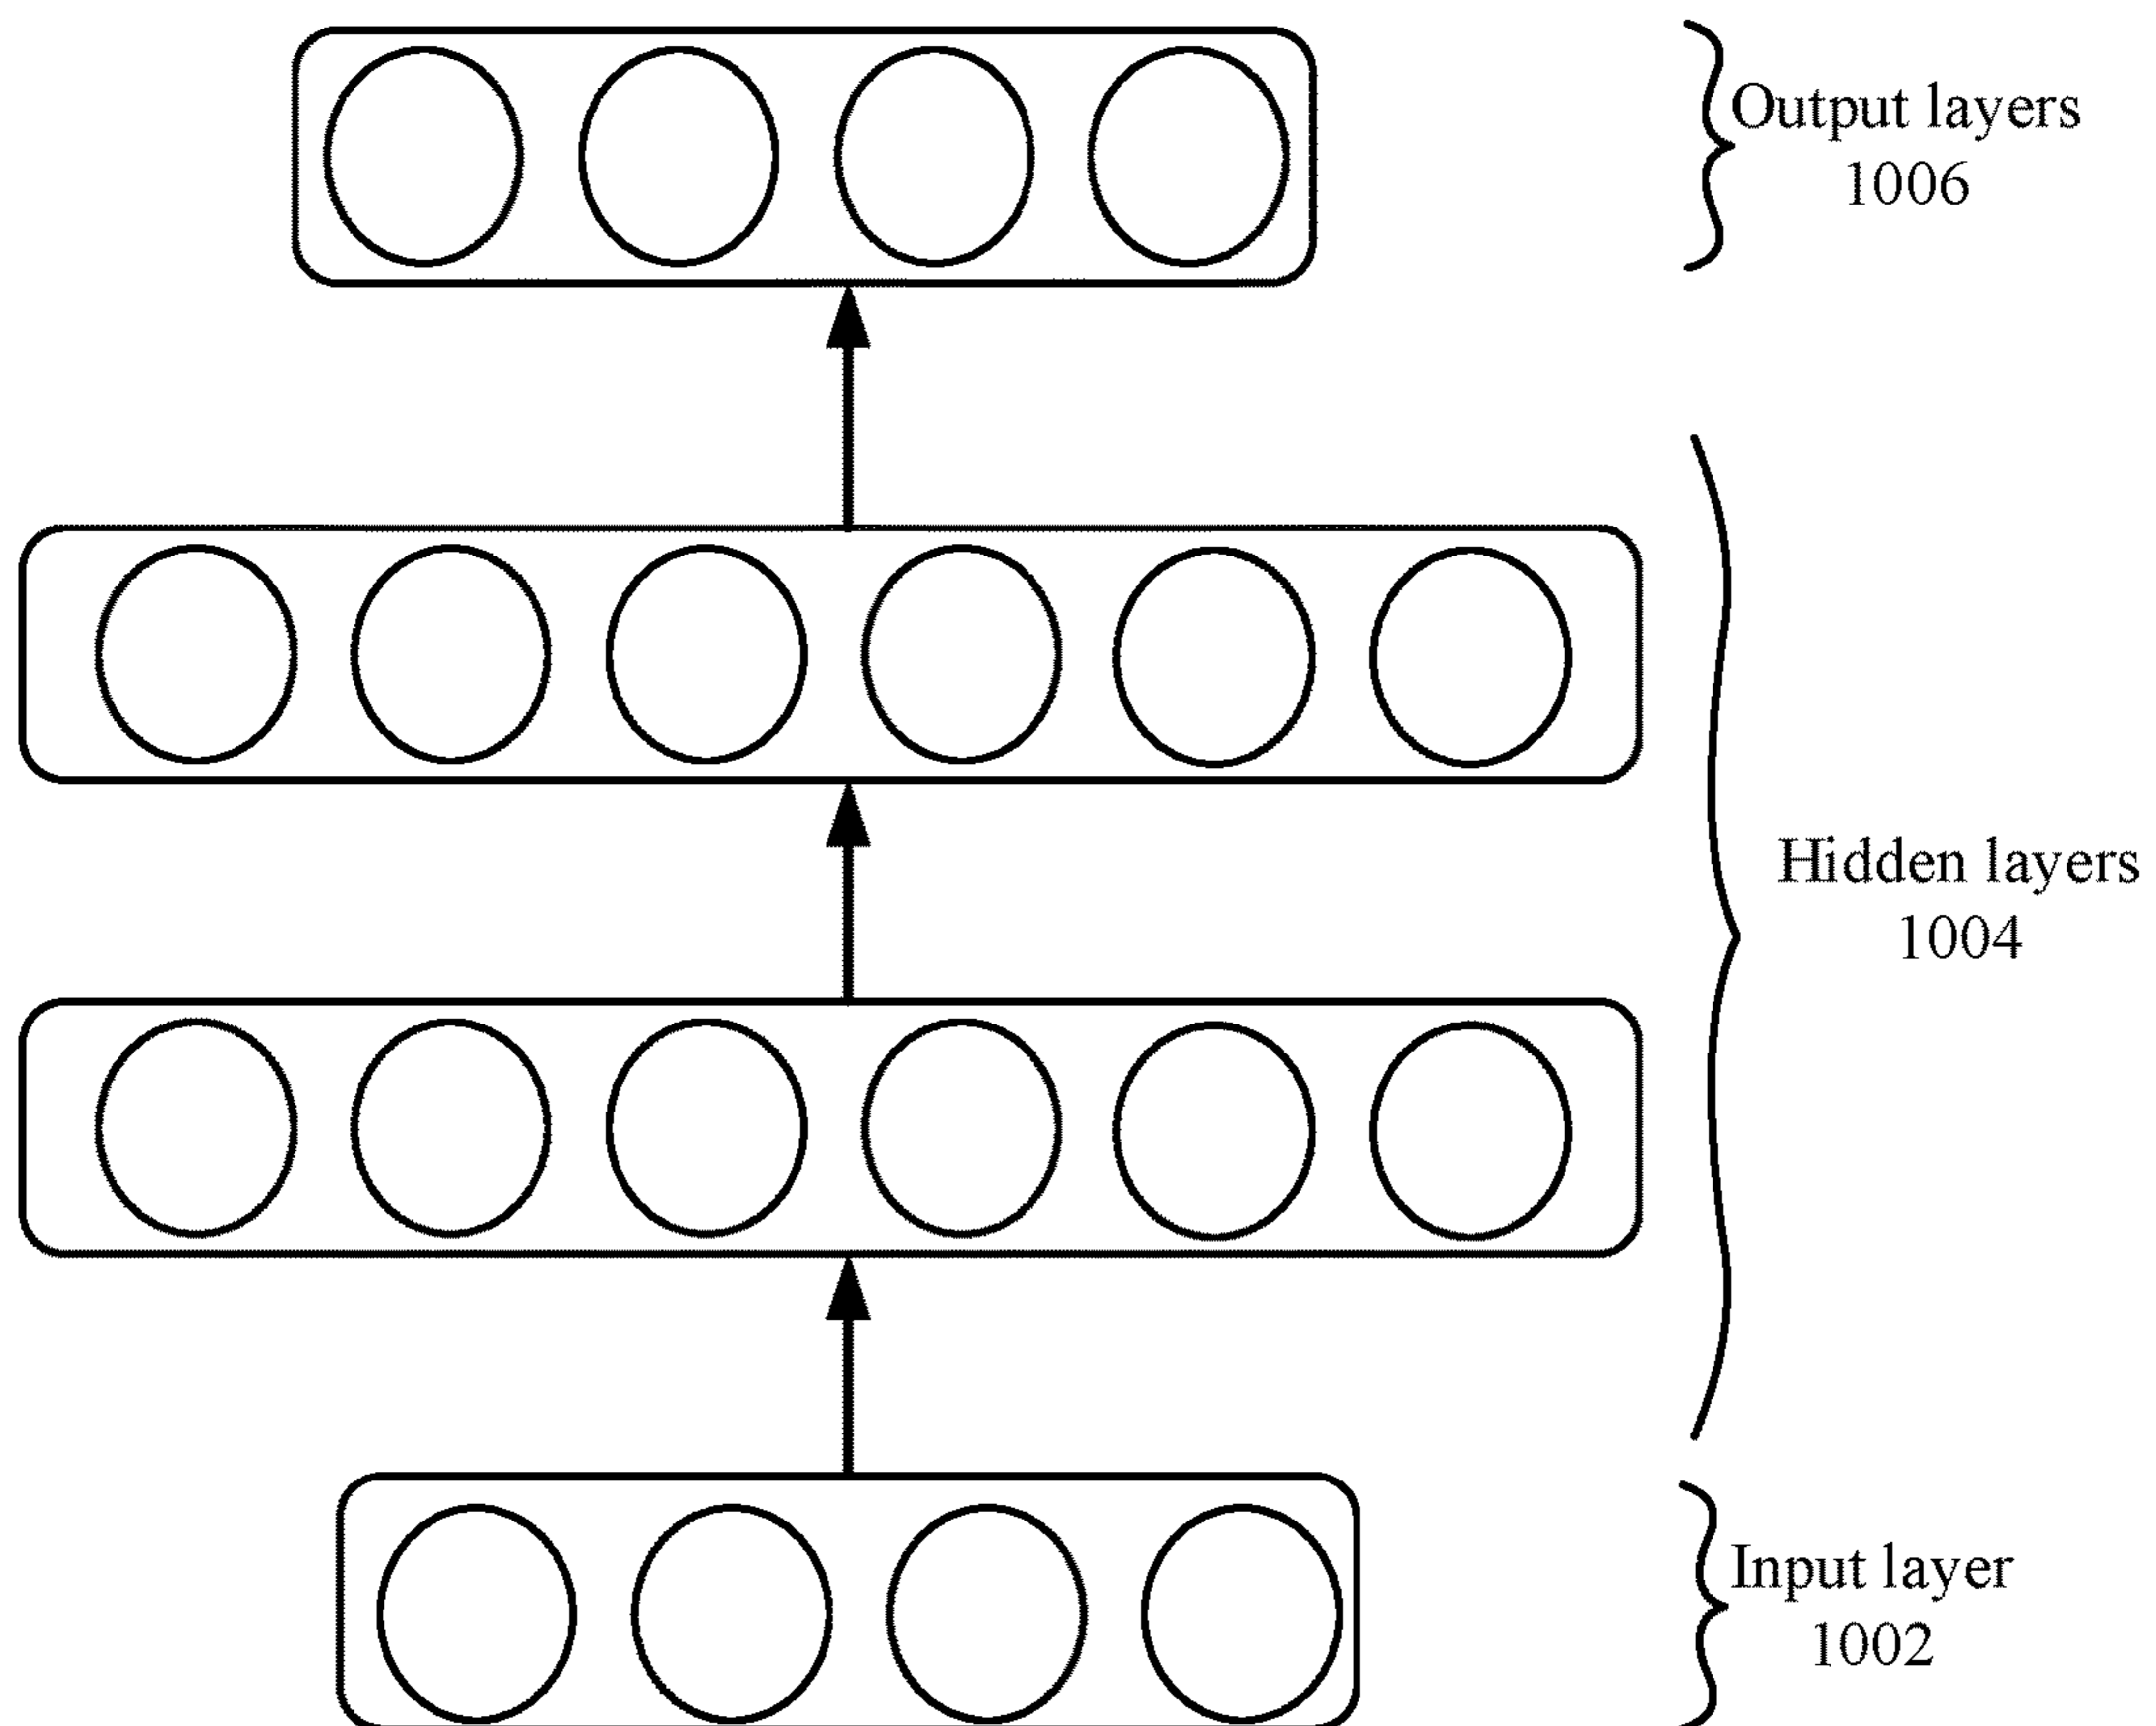 Output layers
1006
Hidden layers
1004
Input layer
1002